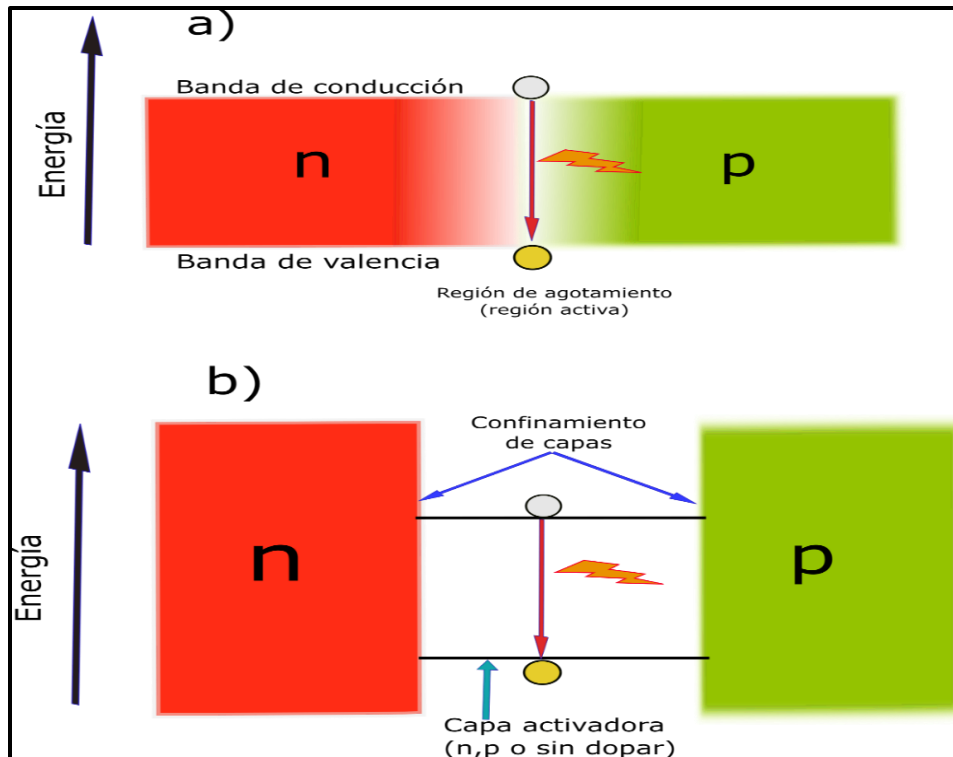 a)
Banda de conducción
Energía
n
p
Banda de valencia
Región de agotamiento
(región activa)
b)
Confinamiento
de capas
Energía
n
p
Capa activadora
(n,p o sin dopar)